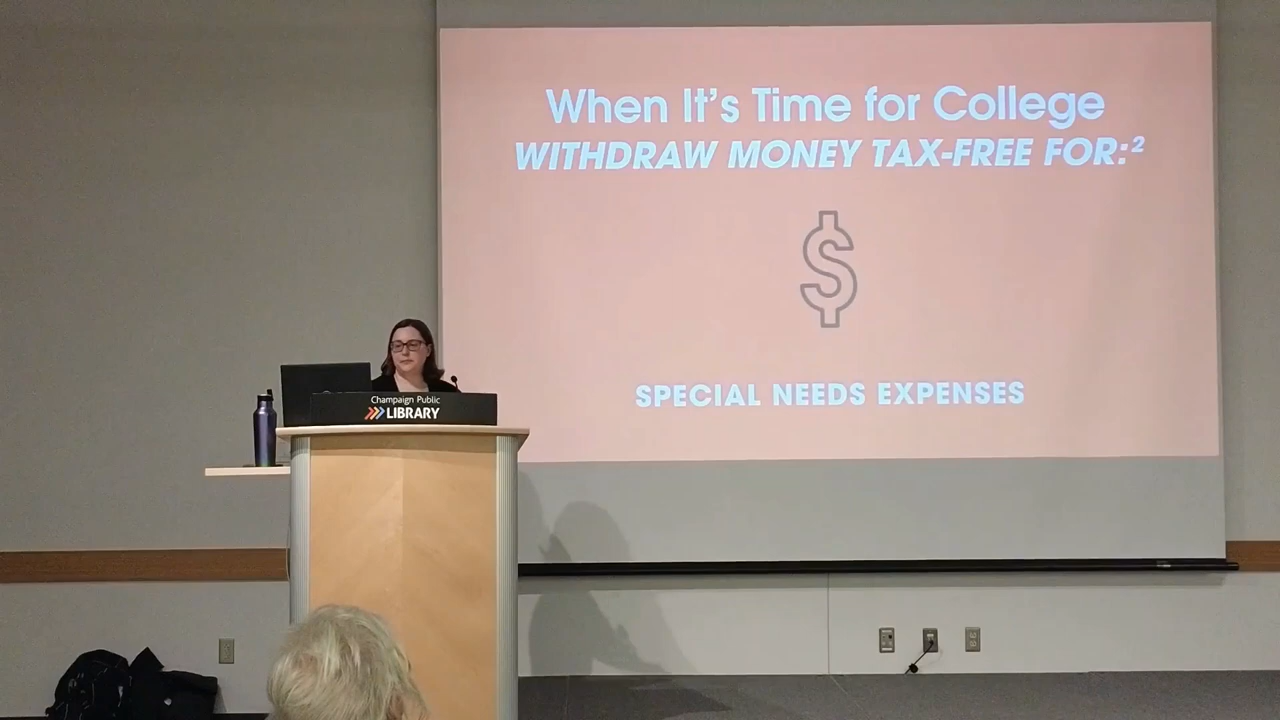 When It's Time for College
WITHDRAW MONEY TAX-FREE FOR:²
$
SPECIAL NEEDS EXPENSES
Champaign Public
LIBRARY